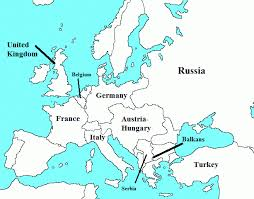 United
Kingdom
Belgium
Russia
Germany
France
Austria-
Hungary
Italy
Balkans
Turkey
Serbia